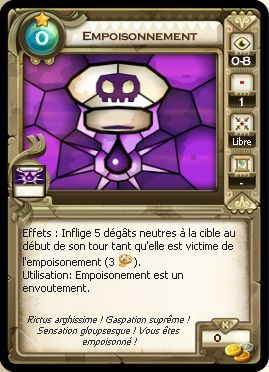 0
EMPOISONNEMENT
0-8
1
Libre
-
Effets : Inflige 5 dégâts neutres à la cible au
début de son tour tant qu'elle est victime de
l'empoisonement (3 ).
Utilisation: Empoisonement est un
envoutement.
Rictus arghissime ! Gaspation suprême !
Sensation gloupsesque ! Vous êtes
empoisonné !
K
0